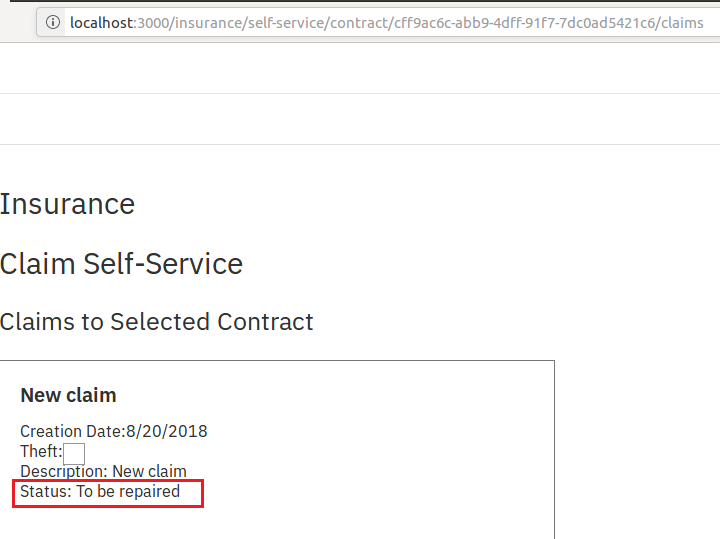 localhost:3000/insurance/self-service/contract/cff9ac6c-abb9-4dff-91f7-7dc0ad5421c6/claims
Insurance
Claim Self-Service
Claims to Selected Contract
New claim
Creation Date:8/20/2018
Theft:
Description: New claim
Status: To be repaired